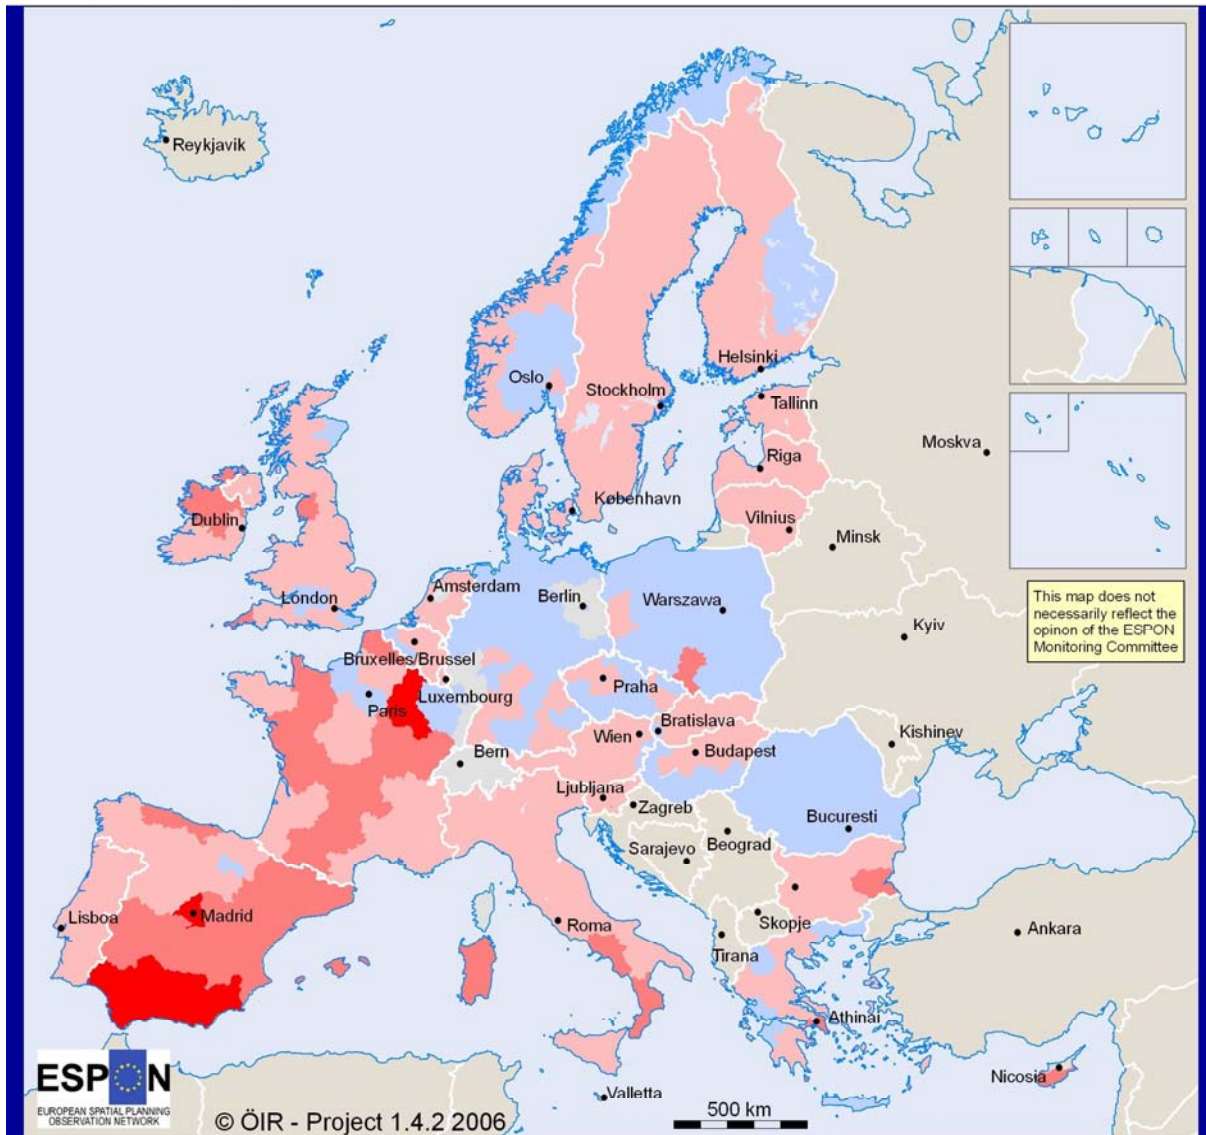 Reykjavik
Oslo
Stockholm
Helsinki
Tallinn
Riga
Moskva
København
Vilnius
Minsk
Dublin
London
Amsterdam
Berlin
Warszawa
Kyiv
This map does not
necessarily reflect the
opinon of the ESPON
Monitoring Committee
Bruxelles/Brussel
Luxembourg
Paris
Praha
Bratislava
Wien
Budapest
Kishinev
Bern
Ljubljana
Zagreb
Bucuresti
Beograd
Sarajevo
Lisboa
Madrid
Roma
Skopje
Tirana
Ankara
Athinai
Nicosia
Valletta
ESPON
EUROPEAN SPATIAL PLANNING
OBSERVATION NETWORK
© ÖIR - Project 1.4.2 2006
500 km